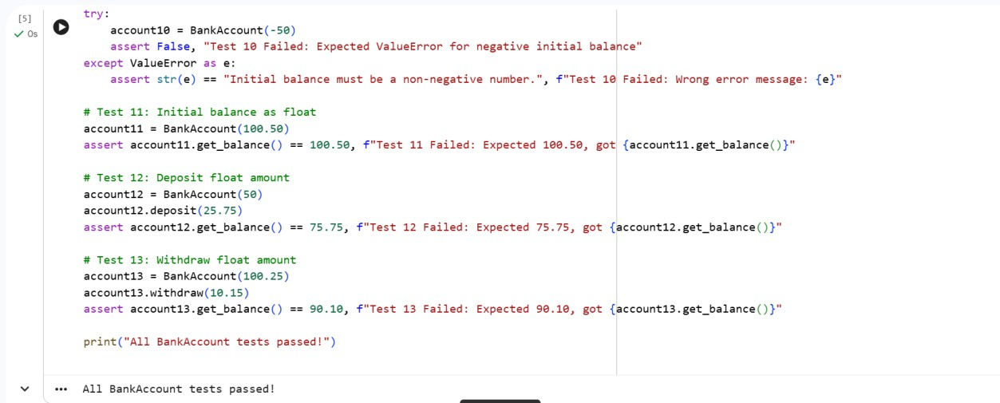 [5]
try:
0s
account10 = BankAccount(-50)
assert False, "Test 10 Failed: Expected ValueError for negative initial balance"
except ValueError as e:
assert str(e) == "Initial balance must be a non-negative number.", f"Test 10 Failed: Wrong error message: {e}"
# Test 11: Initial balance as float
account11 = BankAccount(100.50)
assert account11.get_balance() == 100.50, f"Test 11 Failed: Expected 100.50, got {account11.get_balance()}"
# Test 12: Deposit float amount
account12 = BankAccount(50)
account12.deposit(25.75)
assert account12.get_balance() == 75.75, f"Test 12 Failed: Expected 75.75, got {account12.get_balance()}"
# Test 13: Withdraw float amount
account13 = BankAccount(100.25)
account13.withdraw(10.15)
assert account13.get_balance() == 90.10, f"Test 13 Failed: Expected 90.10, got {account13.get_balance()}"
print("All BankAccount tests passed!")
All BankAccount tests passed!